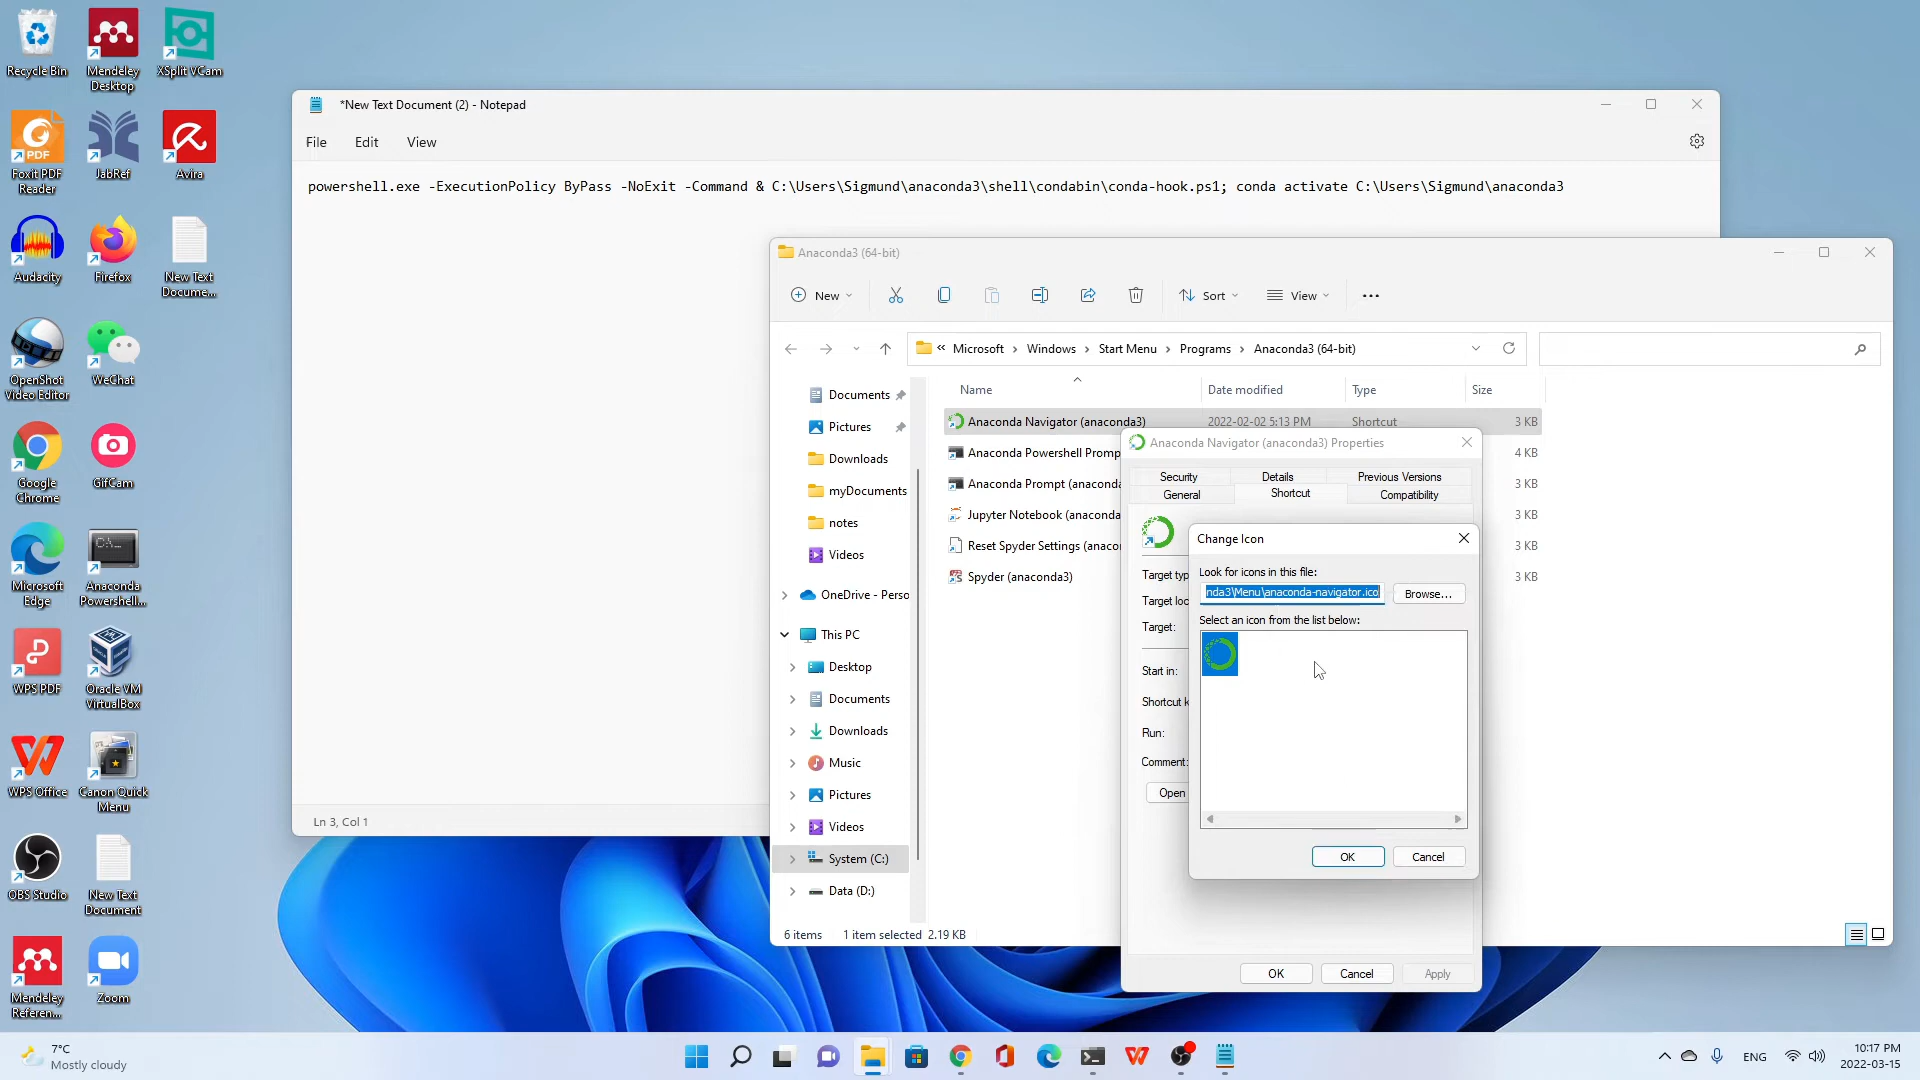 Recycle Bin
Mendeley
Desktop
XSplit VCam
Foxit PDF
Reader
JabRef
Avira
Audacity
Firefox
New Text
Docume...
OpenShot
Video Editor
WeChat
Google
Chrome
GifCam
Microsoft
Edge
Anaconda
Powershell...
WPS PDF
Oracle VM
VirtualBox
WPS Office
Canon Quick
Menu
OBS Studio
New Text
Document
Mendeley
Referen...
Zoom
*New Text Document (2) - Notepad
File Edit View
powershell.exe -ExecutionPolicy ByPass -NoExit -Command & C:\Users\Sigmund\anaconda3\shell\condabin\conda-hook.ps1; conda activate C:\Users\Sigmund\anaconda3
Ln 3, Col 1
Anaconda3 (64-bit)
New Sort View
« Microsoft › Windows › Start Menu › Programs › Anaconda3 (64-bit)
Documents
Pictures
Downloads
myDocuments
notes
Videos
OneDrive - Perso
This PC
Desktop
Documents
Downloads
Music
Pictures
Videos
System (C:)
Data (D:)
Name Date modified Type Size
Anaconda Navigator (anaconda3) 2022-02-02 5:13 PM Shortcut 3 KB
Anaconda Powershell Promp 4 KB
Anaconda Prompt (anaconda 3 KB
Jupyter Notebook (anaconda 3 KB
Reset Spyder Settings (anaco 3 KB
Spyder (anaconda3) 3 KB
6 items 1 item selected 2.19 KB
Anaconda Navigator (anaconda3) Properties
Security Details Previous Versions
General Shortcut Compatibility
Target typ
Target loc
Target:
Start in:
Shortcut k
Run:
Comment:
Open
OK Cancel Apply
Change Icon
Look for icons in this file:
nda3\Menu\anaconda-navigator.ico
Browse...
Select an icon from the list below:
OK Cancel
7°C
Mostly cloudy
ENG
10:17 PM
2022-03-15